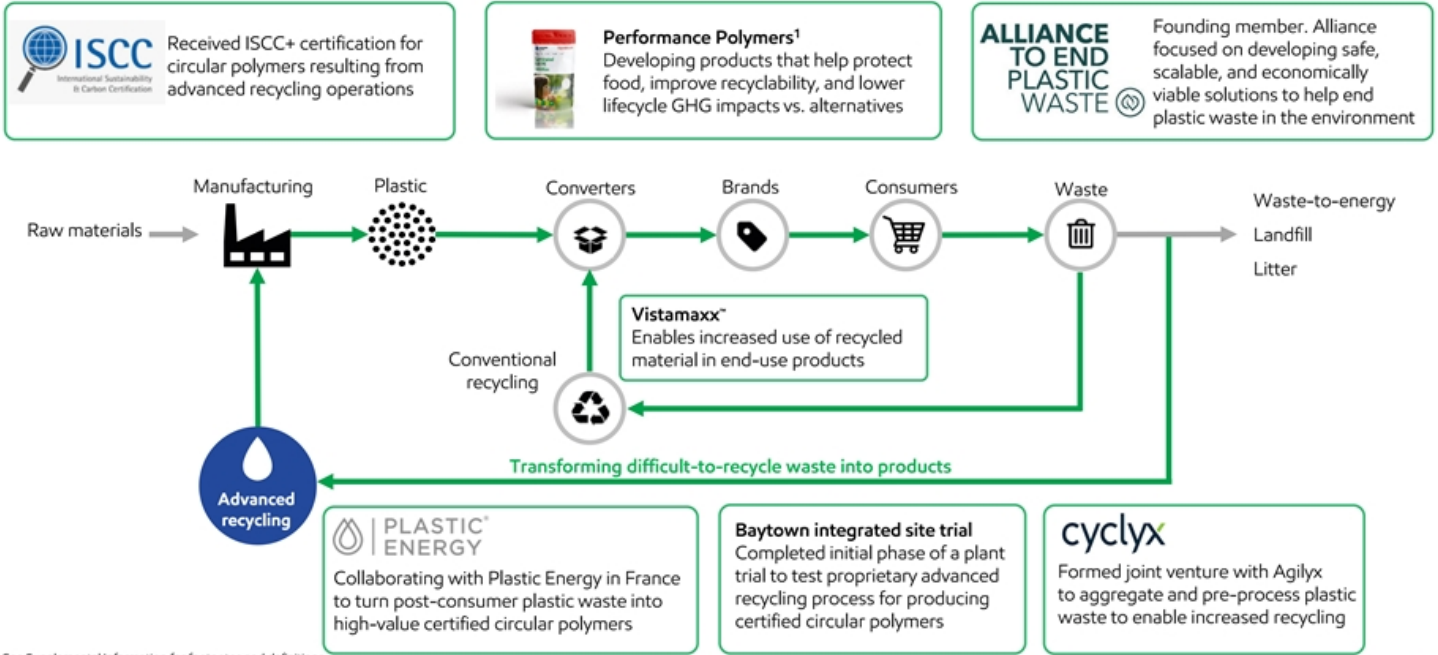 ISCC
International Sustainability
& Carbon Certification
Received ISCC+ certification for
circular polymers resulting from
advanced recycling operations
Performance Polymers¹
Developing products that help protect
food, improve recyclability, and lower
lifecycle GHG impacts vs. alternatives
ALLIANCE
TO END
PLASTIC
WASTE
Founding member. Alliance
focused on developing safe,
scalable, and economically
viable solutions to help end
plastic waste in the environment
Manufacturing
Plastic
Converters
Brands
Consumers
Waste
Raw materials
Waste-to-energy
Landfill
Litter
Vistamaxx™
Enables increased use of recycled
material in end-use products
Conventional
recycling
Transforming difficult-to-recycle waste into products
Advanced
recycling
PLASTIC®
ENERGY
Collaborating with Plastic Energy in France
to turn post-consumer plastic waste into
high-value certified circular polymers
Baytown integrated site trial
Completed initial phase of a plant
trial to test proprietary advanced
recycling process for producing
certified circular polymers
cyclyx
Formed joint venture with Agilyx
to aggregate and pre-process plastic
waste to enable increased recycling